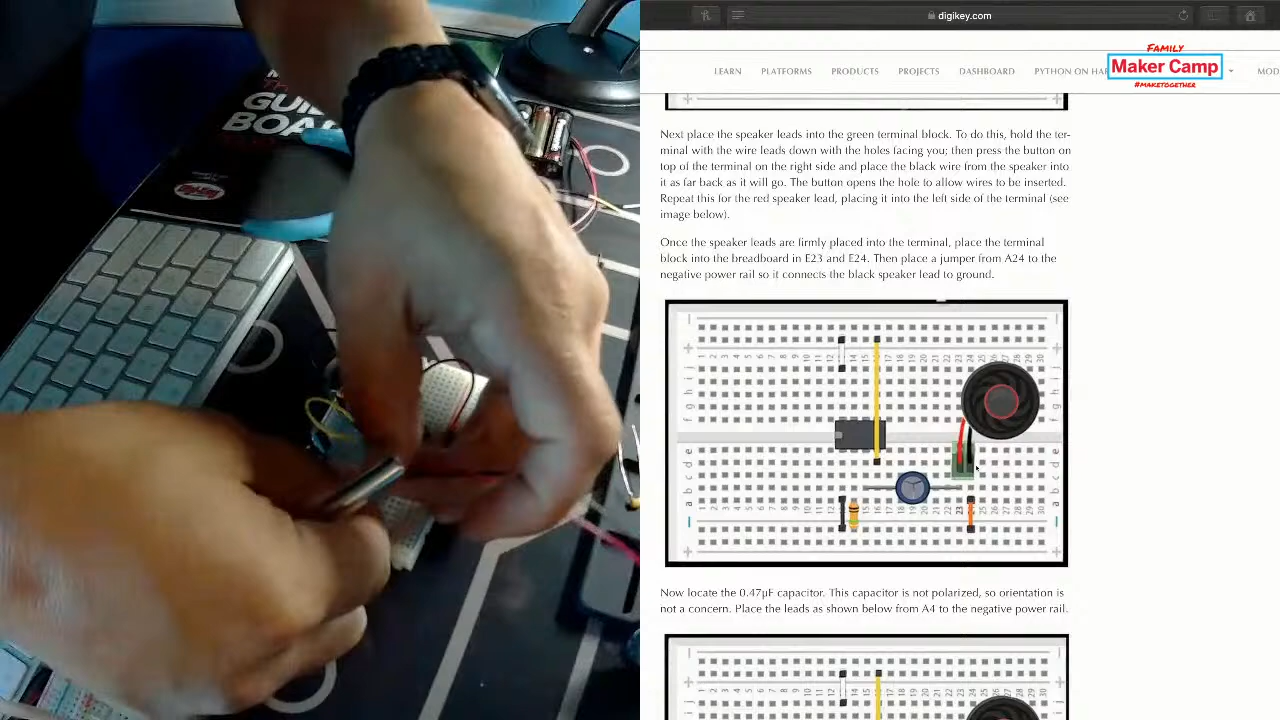 GUI
BOA
digikey.com
LEARN PLATFORMS PRODUCTS PROJECTS DASHBOARD PYTHON ON HA MOD
FAMILY
Maker Camp
#MAKETOGETHER
Next place the speaker leads into the green terminal block. To do this, hold the ter-
minal with the wire leads down with the holes facing you; then press the button on
top of the terminal on the right side and place the black wire from the speaker into
it as far back as it will go. The button opens the hole to allow wires to be inserted.
Repeat this for the red speaker lead, placing it into the left side of the terminal (see
image below).
Once the speaker leads are firmly placed into the terminal, place the terminal
block into the breadboard in E23 and E24. Then place a jumper from A24 to the
negative power rail so it connects the black speaker lead to ground.
Now locate the 0.47µF capacitor. This capacitor is not polarized, so orientation is
not a concern. Place the leads as shown below from A4 to the negative power rail.